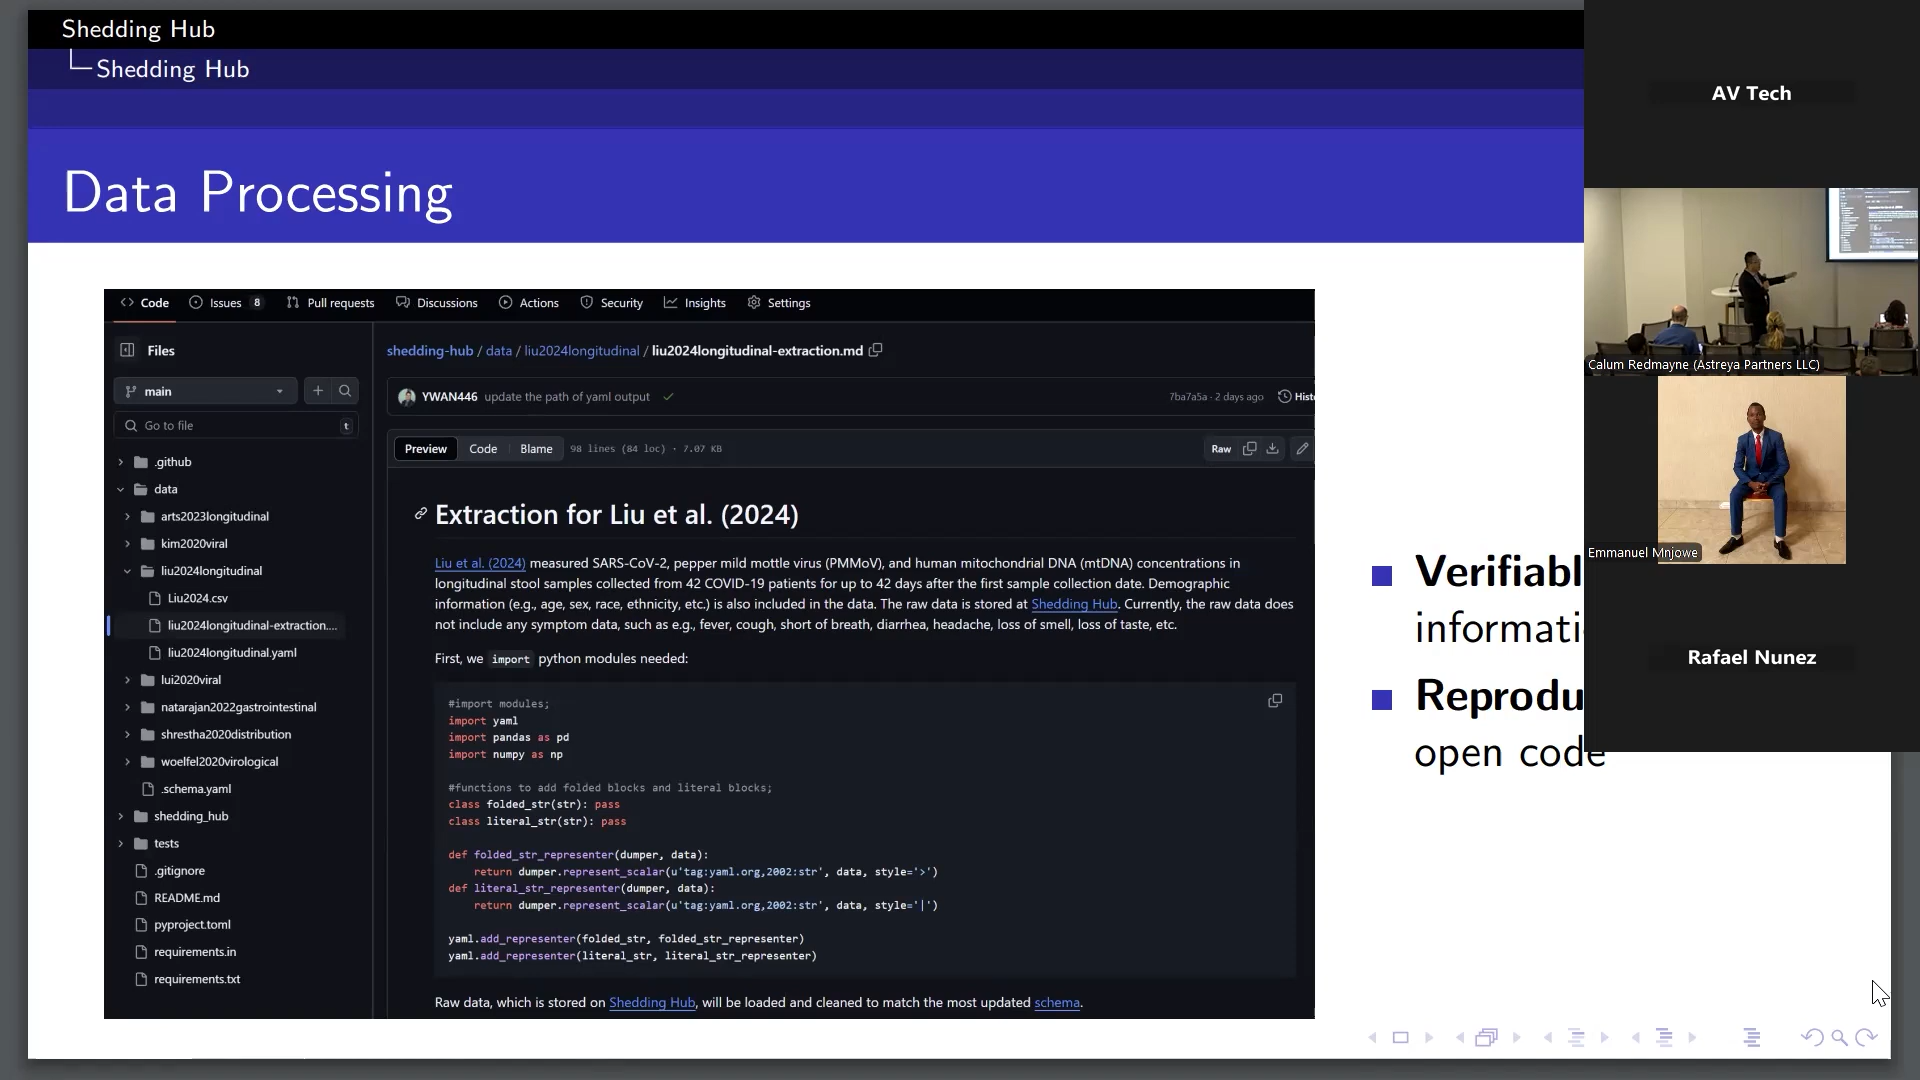 Shedding Hub
Shedding Hub
Data Processing
Code Issues 8 Pull requests Discussions Actions Security Insights Settings
Files
main
Go to file t
.github
data
arts2023longitudinal
kim2020viral
liu2024longitudinal
Liu2024.csv
liu2024longitudinal-extraction....
liu2024longitudinal.yaml
lui2020viral
natarajan2022gastrointestinal
shrestha2020distribution
woelfel2020virological
.schema.yaml
shedding_hub
tests
.gitignore
README.md
pyproject.toml
requirements.in
requirements.txt
shedding-hub / data / liu2024longitudinal / liu2024longitudinal-extraction.md
YWAN446 update the path of yaml output 7ba7a5a · 2 days ago Histo
Preview Code Blame 98 lines (84 loc) · 7.07 KB Raw
Extraction for Liu et al. (2024)
Liu et al. (2024) measured SARS-CoV-2, pepper mild mottle virus (PMMoV), and human mitochondrial DNA (mtDNA) concentrations in
longitudinal stool samples collected from 42 COVID-19 patients for up to 42 days after the first sample collection date. Demographic
information (e.g., age, sex, race, ethnicity, etc.) is also included in the data. The raw data is stored at Shedding Hub. Currently, the raw data does
not include any symptom data, such as e.g., fever, cough, short of breath, diarrhea, headache, loss of smell, loss of taste, etc.
First, we import python modules needed:
#import modules;
import yaml
import pandas as pd
import numpy as np
#functions to add folded blocks and literal blocks;
class folded_str(str): pass
class literal_str(str): pass
def folded_str_representer(dumper, data):
return dumper.represent_scalar(u'tag:yaml.org,2002:str', data, style='>')
def literal_str_representer(dumper, data):
return dumper.represent_scalar(u'tag:yaml.org,2002:str', data, style='|')
yaml.add_representer(folded_str, folded_str_representer)
yaml.add_representer(literal_str, literal_str_representer)
Raw data, which is stored on Shedding Hub, will be loaded and cleaned to match the most updated schema.
Verifiabl
informati
Reprodu
open code
AV Tech
Calum Redmayne (Astreya Partners LLC)
Emmanuel Mnjowe
Rafael Nunez